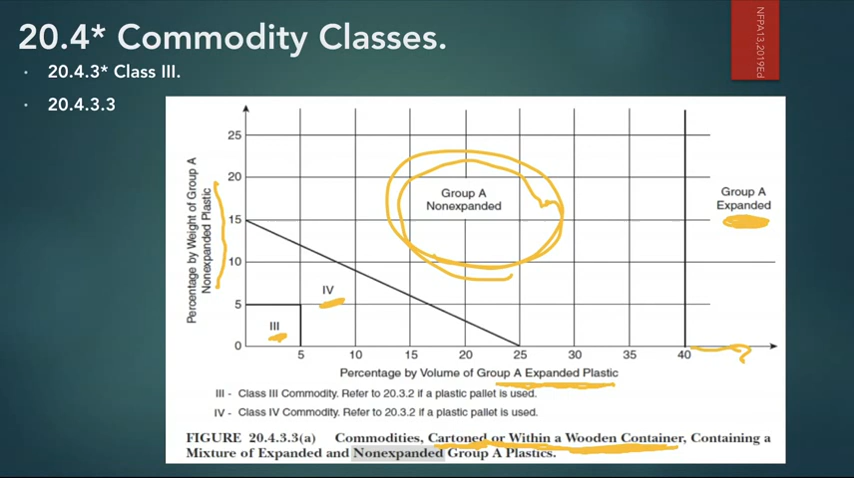 20.4* Commodity Classes.
NFPA13,2019Ed
• 20.4.3* Class III.
• 20.4.3.3
Percentage by Weight of Group A
Nonexpanded Plastic
25
20
15
10
5
0
Group A
Nonexpanded
Group A
Expanded
IV
III
5 10 15 20 25 30 35 40
Percentage by Volume of Group A Expanded Plastic
III - Class III Commodity. Refer to 20.3.2 if a plastic pallet is used.
IV - Class IV Commodity. Refer to 20.3.2 if a plastic pallet is used.
FIGURE 20.4.3.3(a) Commodities, Cartoned or Within a Wooden Container, Containing a
Mixture of Expanded and Nonexpanded Group A Plastics.